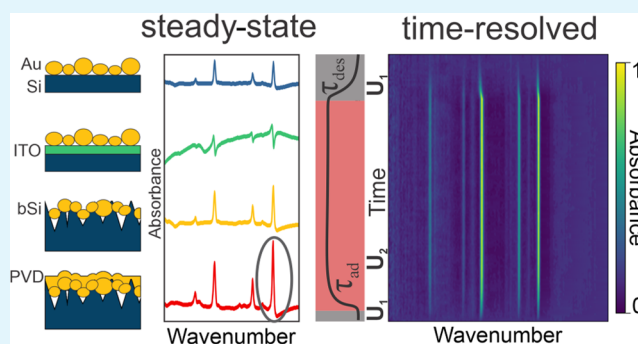 steady-state
time-resolved
Au
Si
ITO
bSi
PVD
Absorbance
Wavenumber
τdes
τad
U1
U2
U1
Time
Wavenumber
1
0
Absorbance